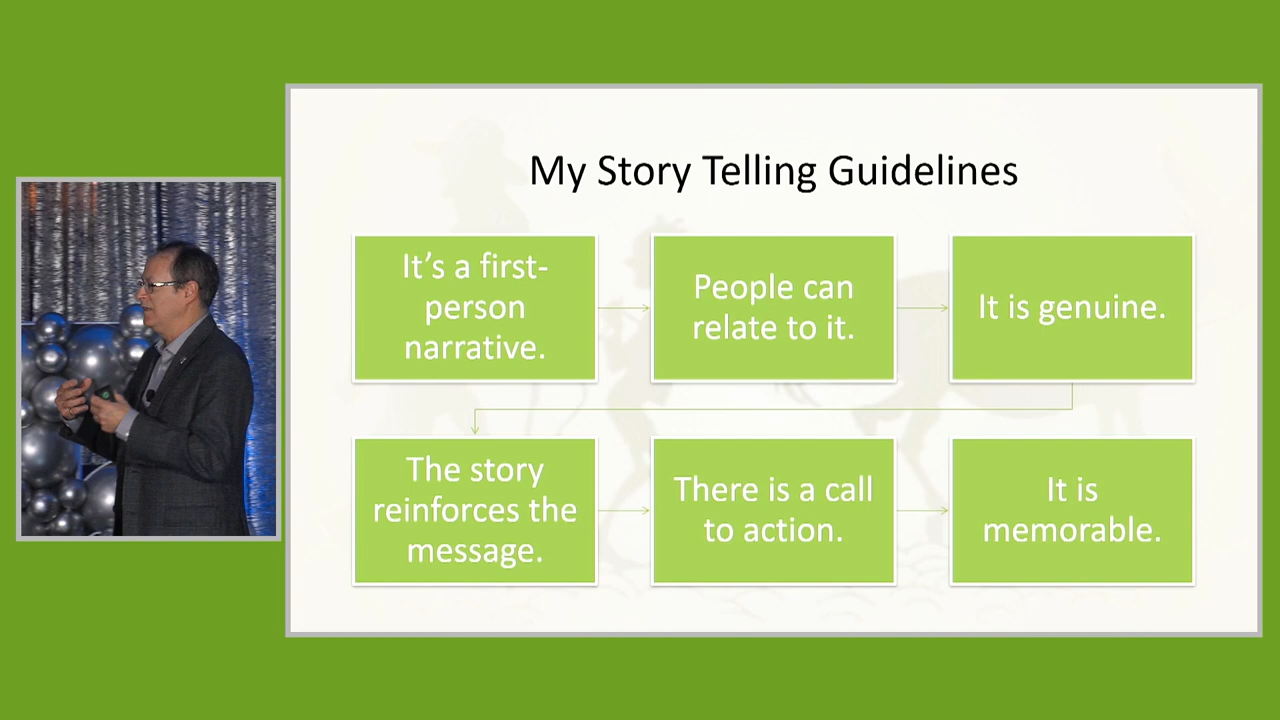 My Story Telling Guidelines
It’s a first-
person
narrative.
People can
relate to it.
It is genuine.
The story
reinforces the
message.
There is a call
to action.
It is
memorable.